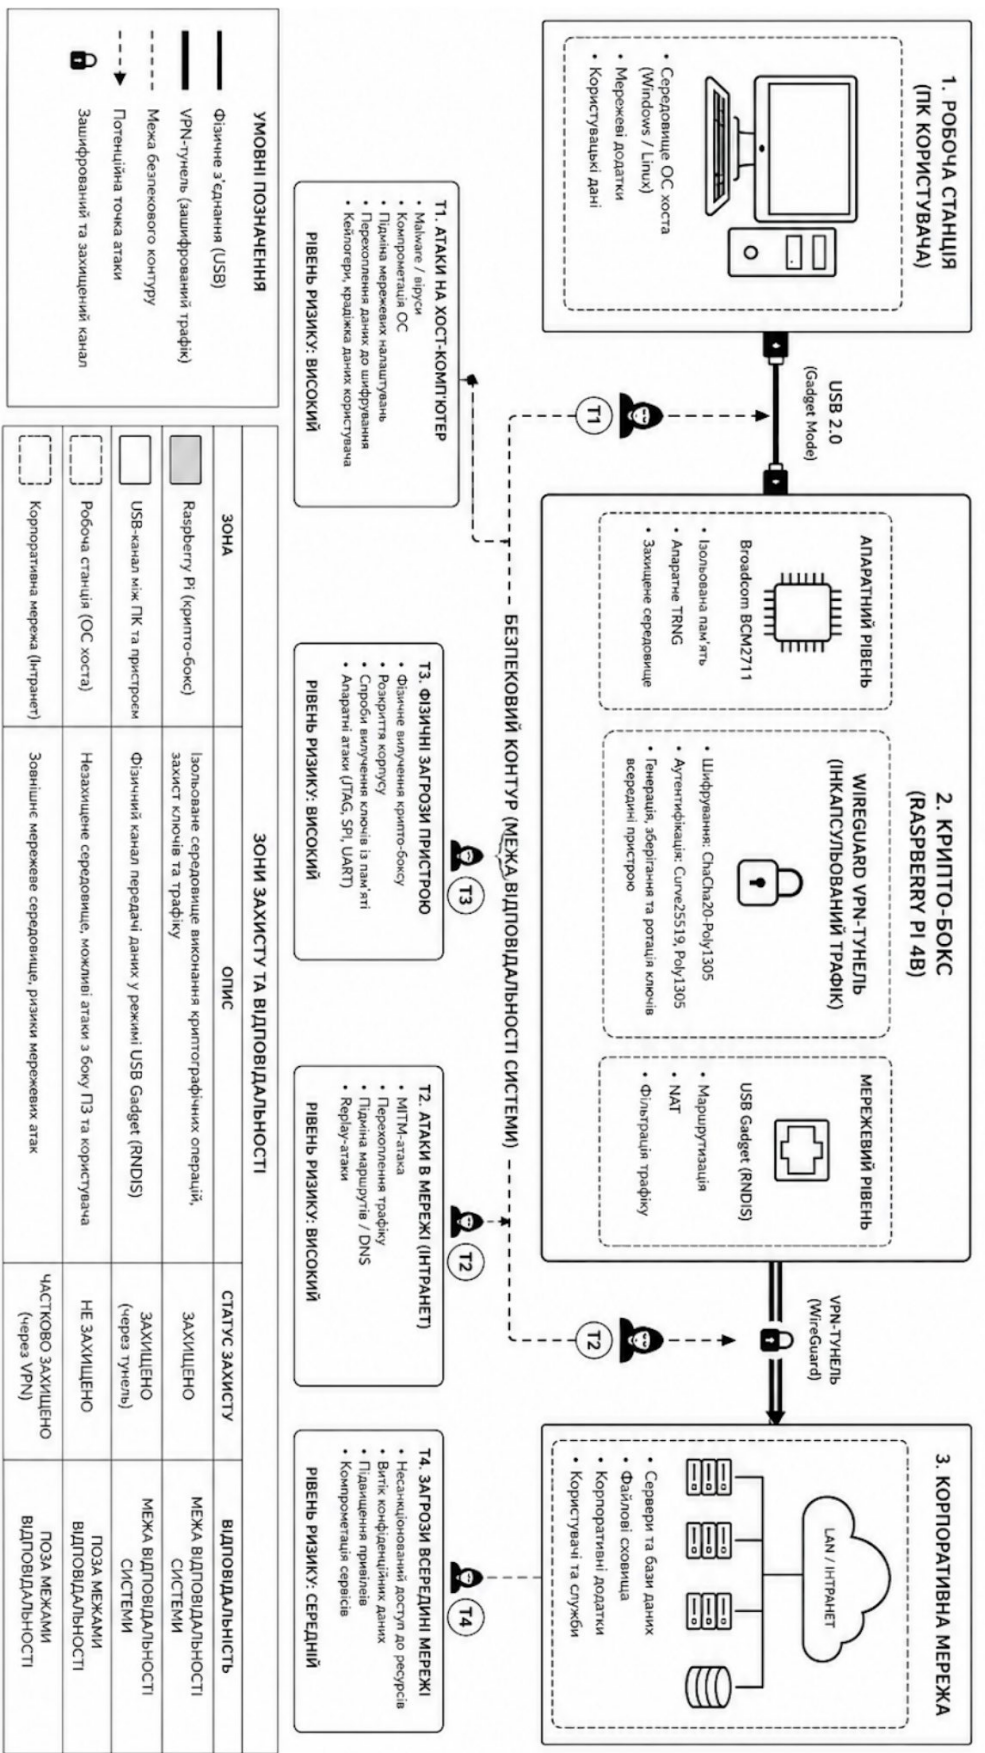 1. РОБОЧА СТАНЦІЯ
(ПК КОРИСТУВАЧА)
• Середовище ОС хоста
(Windows / Linux)
• Мережеві додатки
• Користувацькі дані
USB 2.0
(Gadget Mode)
T1
2. КРИПТО-БОКС
(RASPBERRY PI 4B)
АПАРАТНИЙ РІВЕНЬ
Broadcom BCM2711
• Ізольована пам'ять
• Апаратне TRNG
• Захищене середовище
WIREGUARD VPN-ТУНЕЛЬ
(ІНКАПСУЛЬОВАНИЙ ТРАФІК)
• Шифрування: ChaCha20-Poly1305
• Аутентифікація: Curve25519, Poly1305
• Генерація, зберігання та ротація ключів
всередині пристрою
МЕРЕЖЕВИЙ РІВЕНЬ
USB Gadget (RNDIS)
• Маршрутизація
• NAT
• Фільтрація трафіку
VPN-ТУНЕЛЬ
(WireGuard)
T2
3. КОРПОРАТИВНА МЕРЕЖА
LAN / ІНТРАНЕТ
• Сервери та бази даних
• Файлові сховища
• Корпоративні додатки
• Користувачі та служби
БЕЗПЕКОВИЙ КОНТУР (МЕЖА ВІДПОВІДАЛЬНОСТІ СИСТЕМИ)
T3
T2
T4
T1. АТАКИ НА ХОСТ-КОМП'ЮТЕР
• Malware / віруси
• Компрометація ОС
• Підміна мережевих налаштувань
• Перехоплення даних до шифрування
• Кейлогери, крадіжка даних користувача
РІВЕНЬ РИЗИКУ: ВИСОКИЙ
T3. ФІЗИЧНІ ЗАГРОЗИ ПРИСТРОЮ
• Фізичне вилучення крипто-боксу
• Розкриття корпусу
• Спроби вилучення ключів із пам'яті
• Апаратні атаки (JTAG, SPI, UART)
РІВЕНЬ РИЗИКУ: ВИСОКИЙ
T2. АТАКИ В МЕРЕЖІ (ІНТРАНЕТ)
• MITM-атака
• Перехоплення трафіку
• Підміна маршрутів / DNS
• Replay-атаки
РІВЕНЬ РИЗИКУ: ВИСОКИЙ
T4. ЗАГРОЗИ ВСЕРЕДИНІ МЕРЕЖІ
• Несанкціонований доступ до ресурсів
• Витік конфіденційних даних
• Підвищення привілеїв
• Компрометація сервісів
РІВЕНЬ РИЗИКУ: СЕРЕДНІЙ
УМОВНІ ПОЗНАЧЕННЯ
Фізичне з'єднання (USB)
VPN-тунель (зашифрований трафік)
Межа безпекового контуру
Потенційна точка атаки
Зашифрований та захищений канал
ЗОНИ ЗАХИСТУ ТА ВІДПОВІДАЛЬНОСТІ
ЗОНА
ОПИС
СТАТУС ЗАХИСТУ
ВІДПОВІДАЛЬНІСТЬ
Raspberry Pi (крипто-бокс)
Ізольоване середовище виконання криптографічних операцій,
захист ключів та трафіку
ЗАХИЩЕНО
МЕЖА ВІДПОВІДАЛЬНОСТІ
СИСТЕМИ
USB-канал між ПК та пристроєм
Фізичний канал передачі даних у режимі USB Gadget (RNDIS)
ЗАХИЩЕНО
(через тунель)
МЕЖА ВІДПОВІДАЛЬНОСТІ
СИСТЕМИ
Робоча станція (ОС хоста)
Незахищене середовище, можливі атаки з боку ПЗ та користувача
НЕ ЗАХИЩЕНО
ПОЗА МЕЖАМИ
ВІДПОВІДАЛЬНОСТІ
Корпоративна мережа (Інтранет)
Зовнішнє мережеве середовище, ризики мережевих атак
ЧАСТКОВО ЗАХИЩЕНО
(через VPN)
ПОЗА МЕЖАМИ
ВІДПОВІДАЛЬНОСТІ